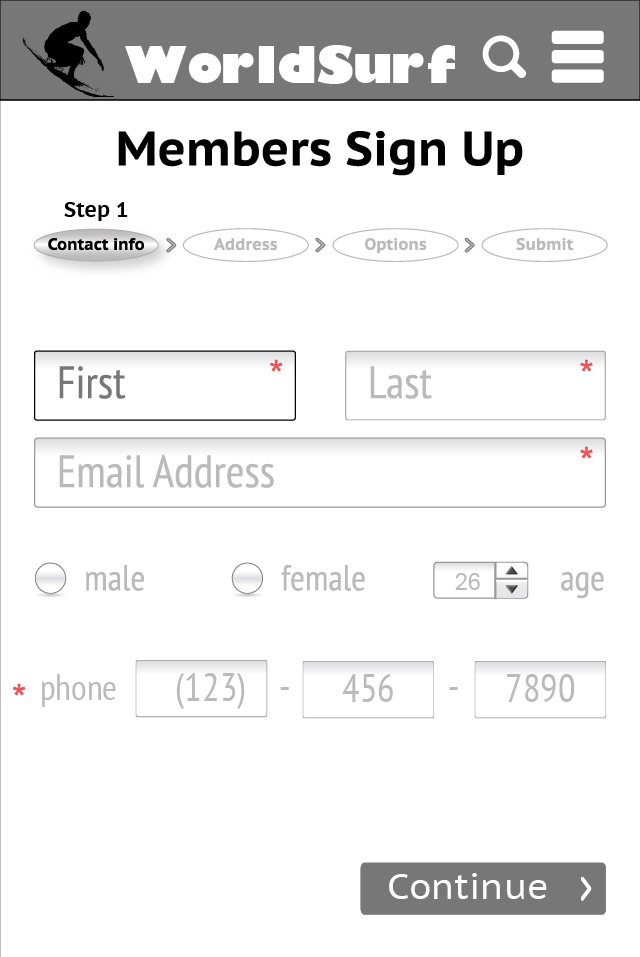 WorldSurf
Members Sign Up
Step 1
Contact info > Address > Options > Submit
First * Last *
Email Address *
male female 26 age
* phone (123) - 456 - 7890
Continue >